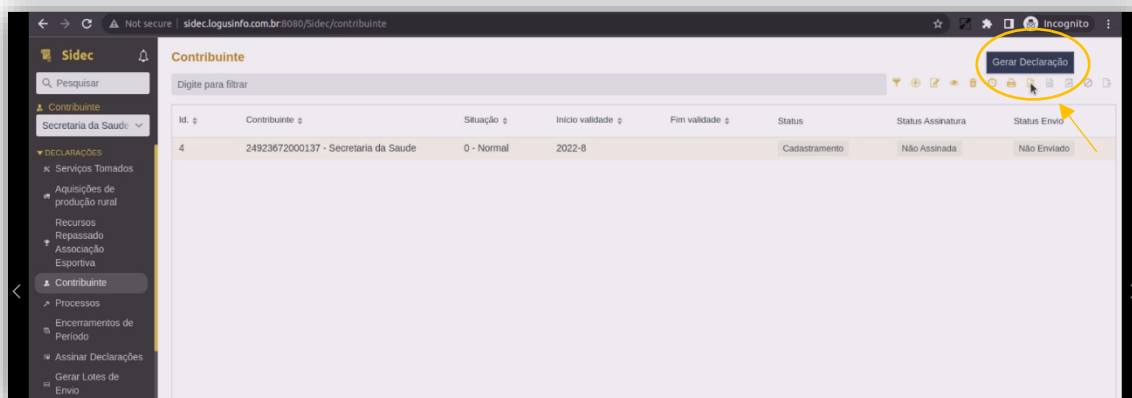 Not secure | sidec.logusinfo.com.br:8080/Sidec/contribuinte
Incognito
Sidec
Pesquisar
Contribuinte
Secretaria da Saude
DECLARAÇÕES
Serviços Tomados
Aquisições de
produção rural
Recursos
Repassado
Associação
Esportiva
Contribuinte
Processos
Encerramentos de
Período
Assinar Declarações
Gerar Lotes de
Envio
Contribuinte
Gerar Declaração
Digite para filtrar
Id. Contribuinte Situação Início validade Fim validade Status Status Assinatura Status Envio
4 24923672000137 - Secretaria da Saude 0 - Normal 2022-8 Cadastramento Não Assinada Não Enviado